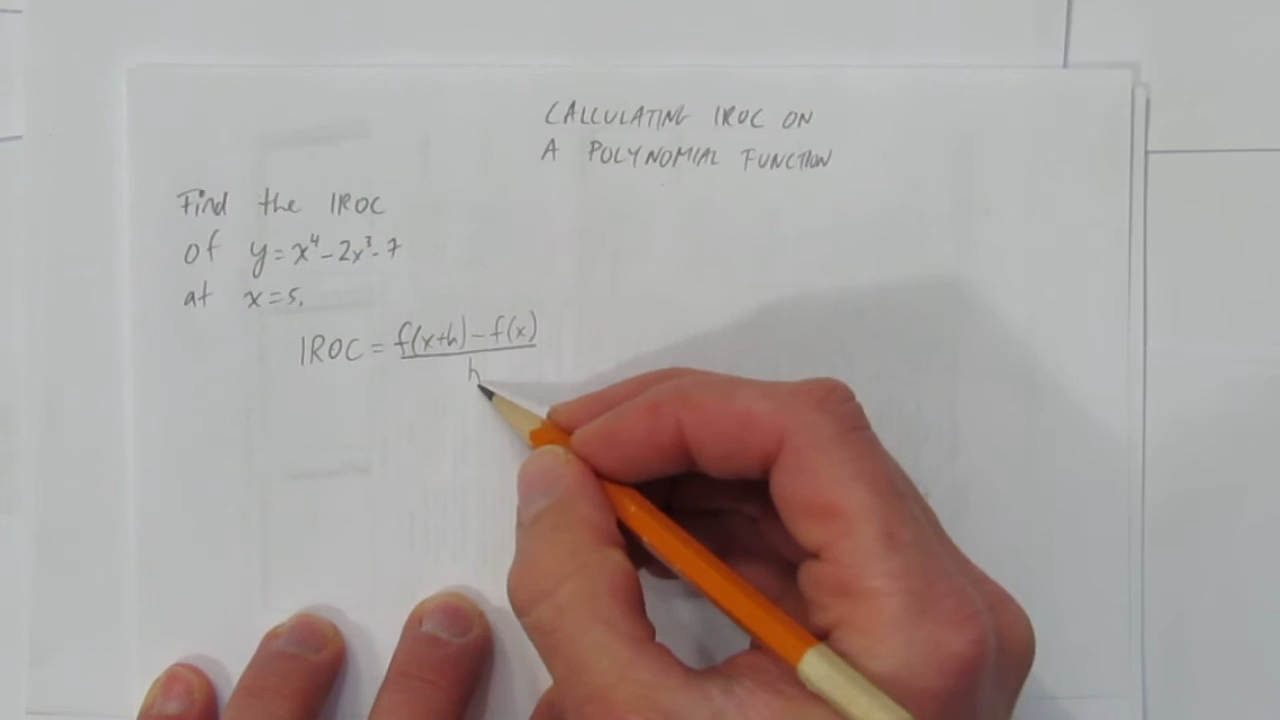 CALCULATING IROC ON
A POLYNOMIAL FUNCTION
Find the IROC
of y=x⁴-2x³-7
at x=5.
IROC = f(x+h)-f(x)
h